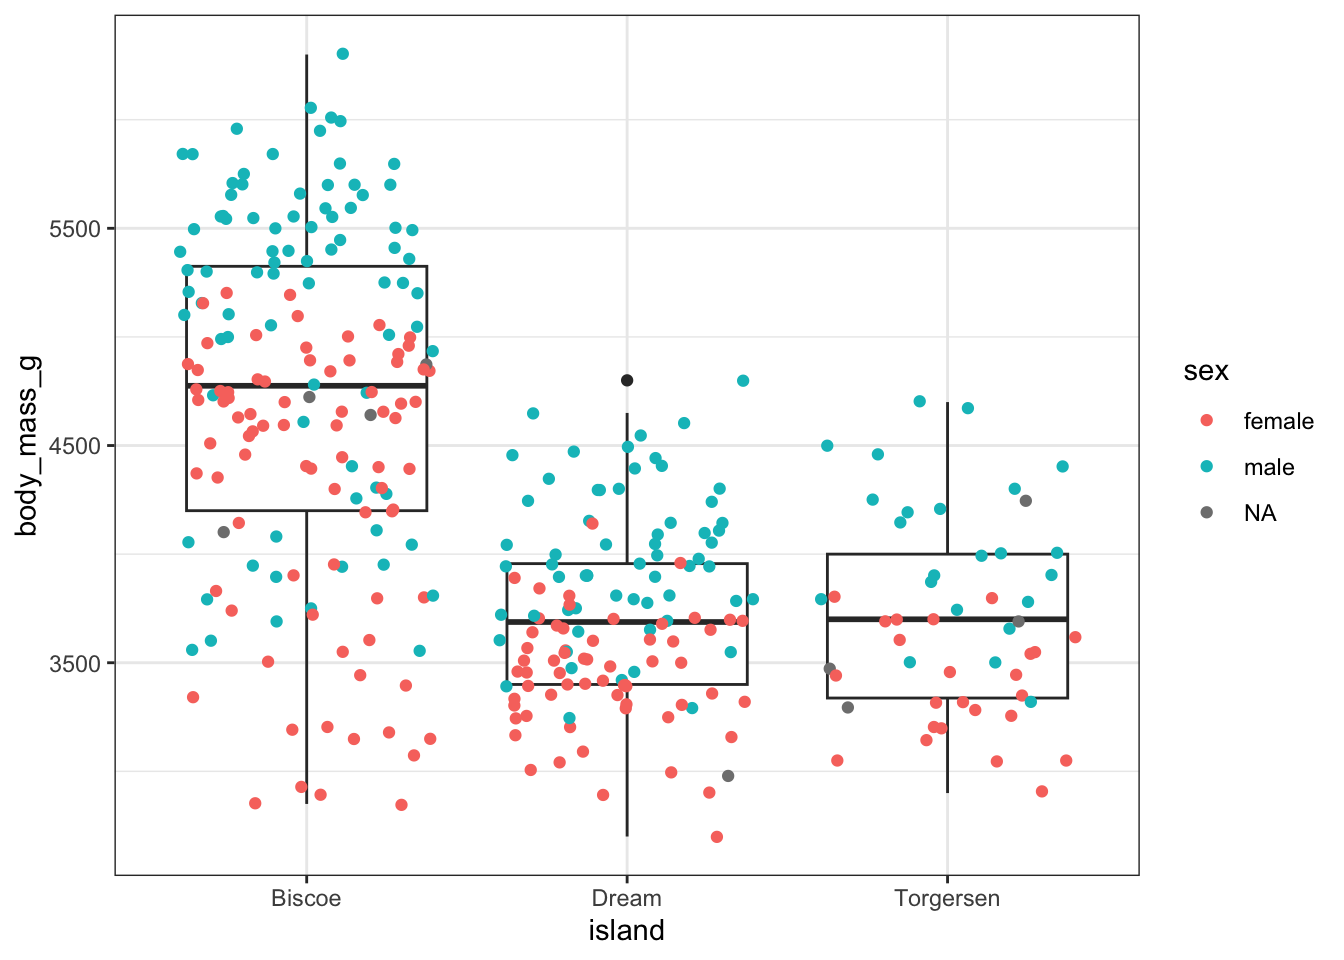 body_mass_g
5500
4500
3500
Biscoe
Dream
Torgersen
island
sex
female
male
NA